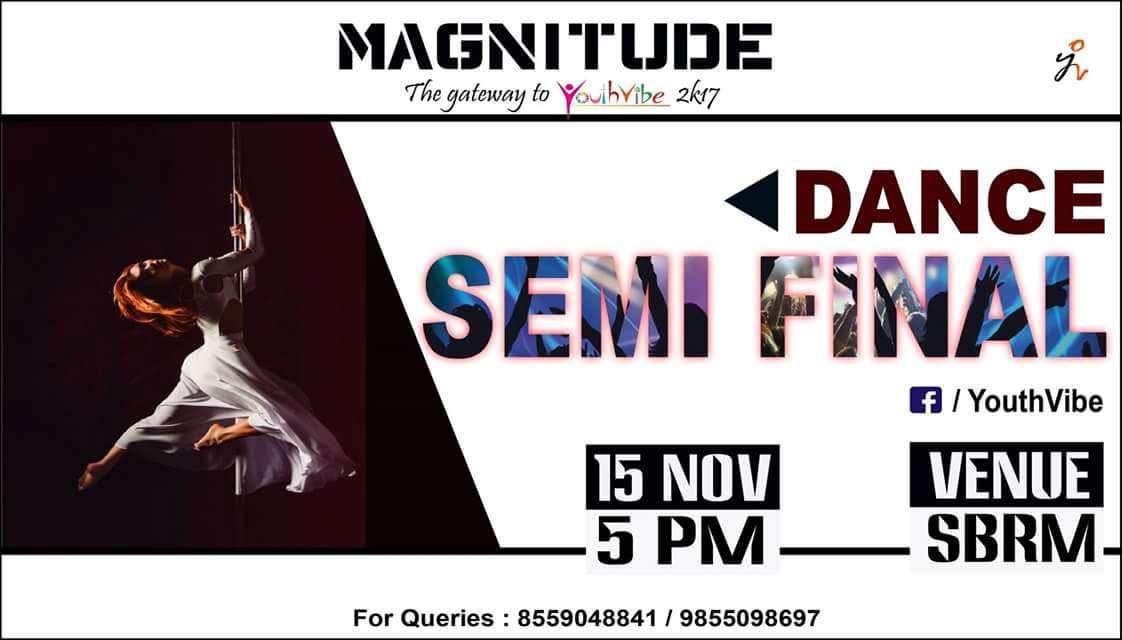 MAGNITUDE
The gateway to YouthVibe 2k17
yov
DANCE
SEMI FINAL
f / YouthVibe
15 NOV
5 PM
VENUE
SBRM
For Queries : 8559048841 / 9855098697